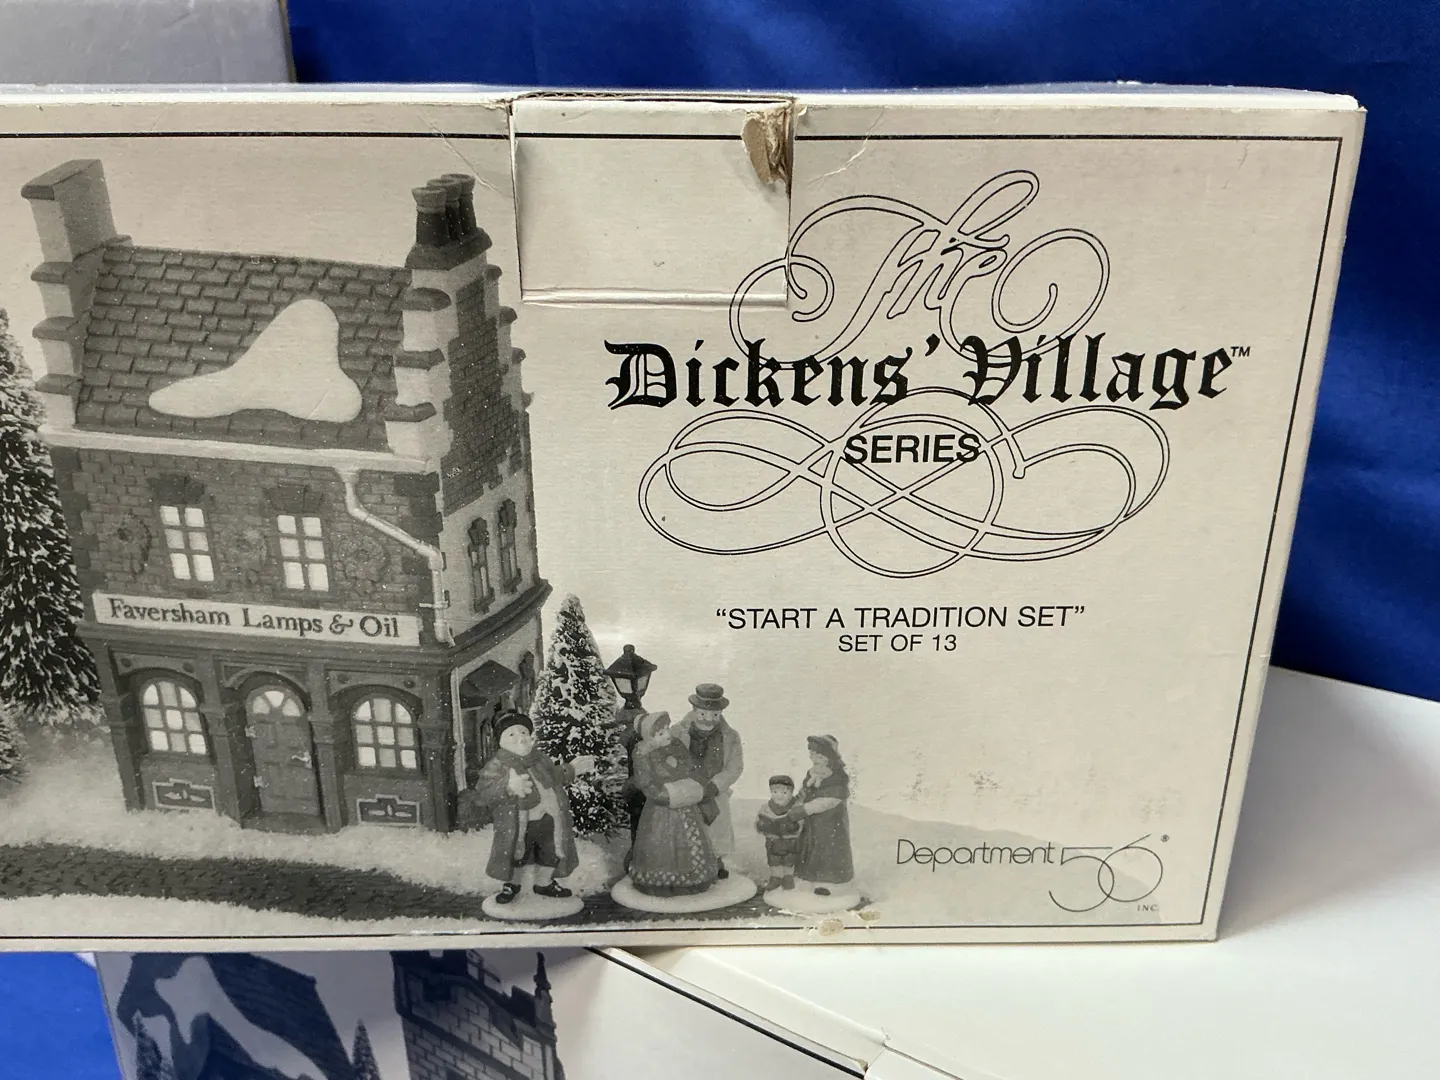 The
Dickens' Village™
SERIES
"START A TRADITION SET"
SET OF 13
Faversham Lamps & Oil
Department 56®
INC.